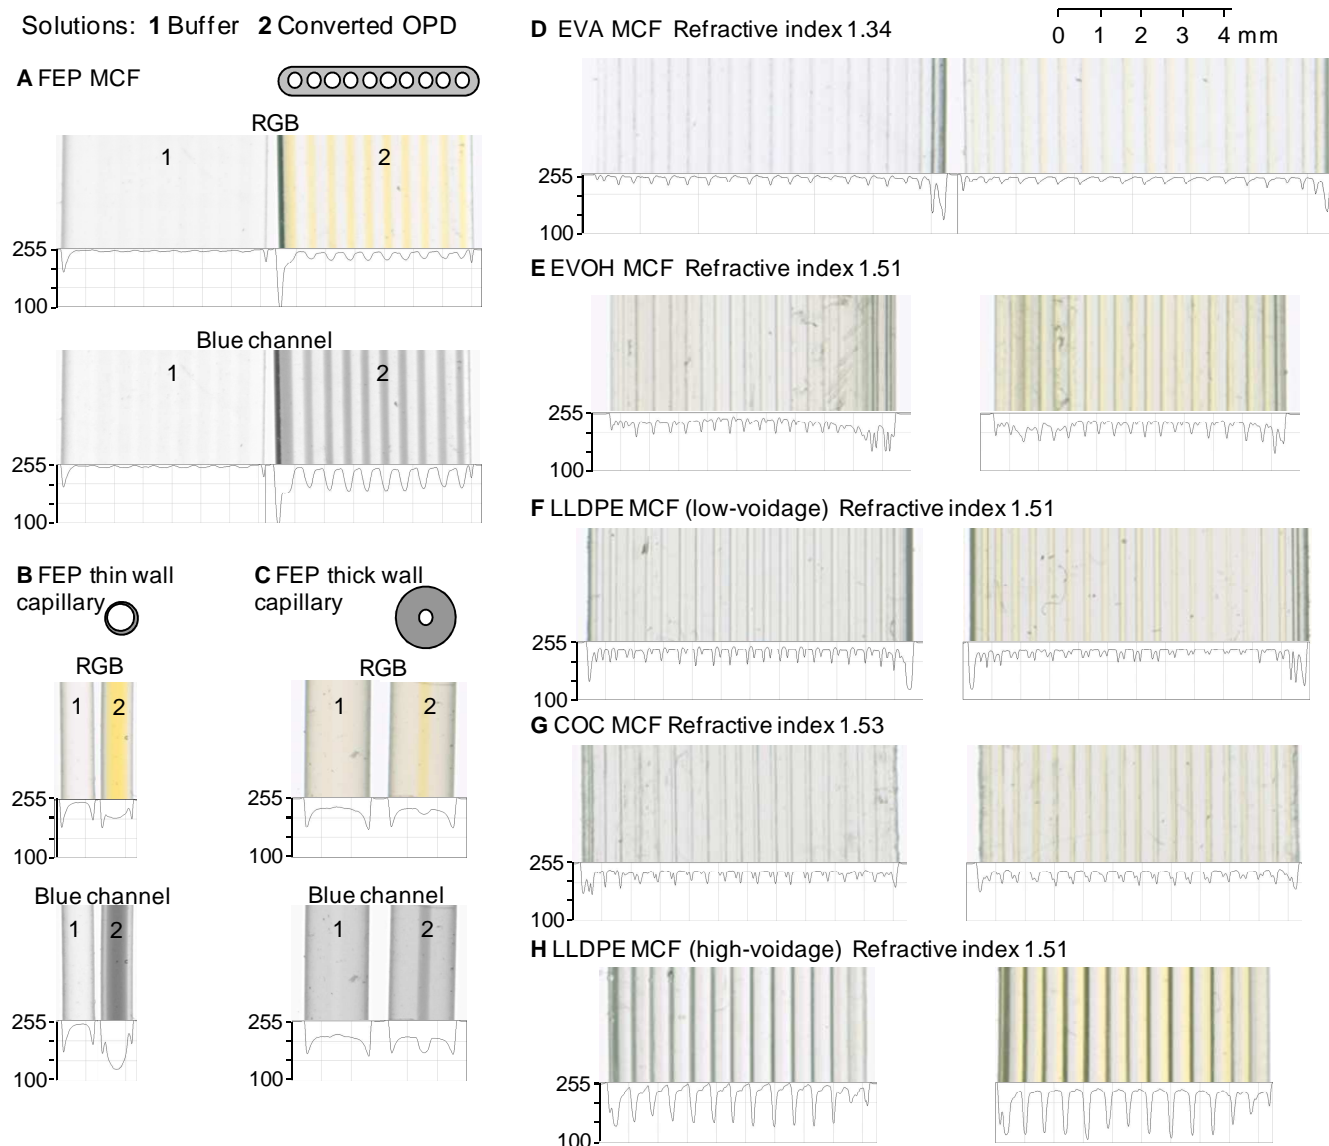 Solutions: 1 Buffer 2 Converted OPD
A FEP MCF
RGB
1
2
255
100
Blue channel
1
2
255
100
B FEP thin wall
capillary
RGB
1
2
255
100
Blue channel
1
2
255
100
C FEP thick wall
capillary
RGB
1
2
255
100
Blue channel
1
2
255
100
D EVA MCF Refractive index 1.34
0 1 2 3 4 mm
255
100
E EVOH MCF Refractive index 1.51
255
100
F LLDPE MCF (low-voidage) Refractive index 1.51
255
100
G COC MCF Refractive index 1.53
255
100
H LLDPE MCF (high-voidage) Refractive index 1.51
255
100